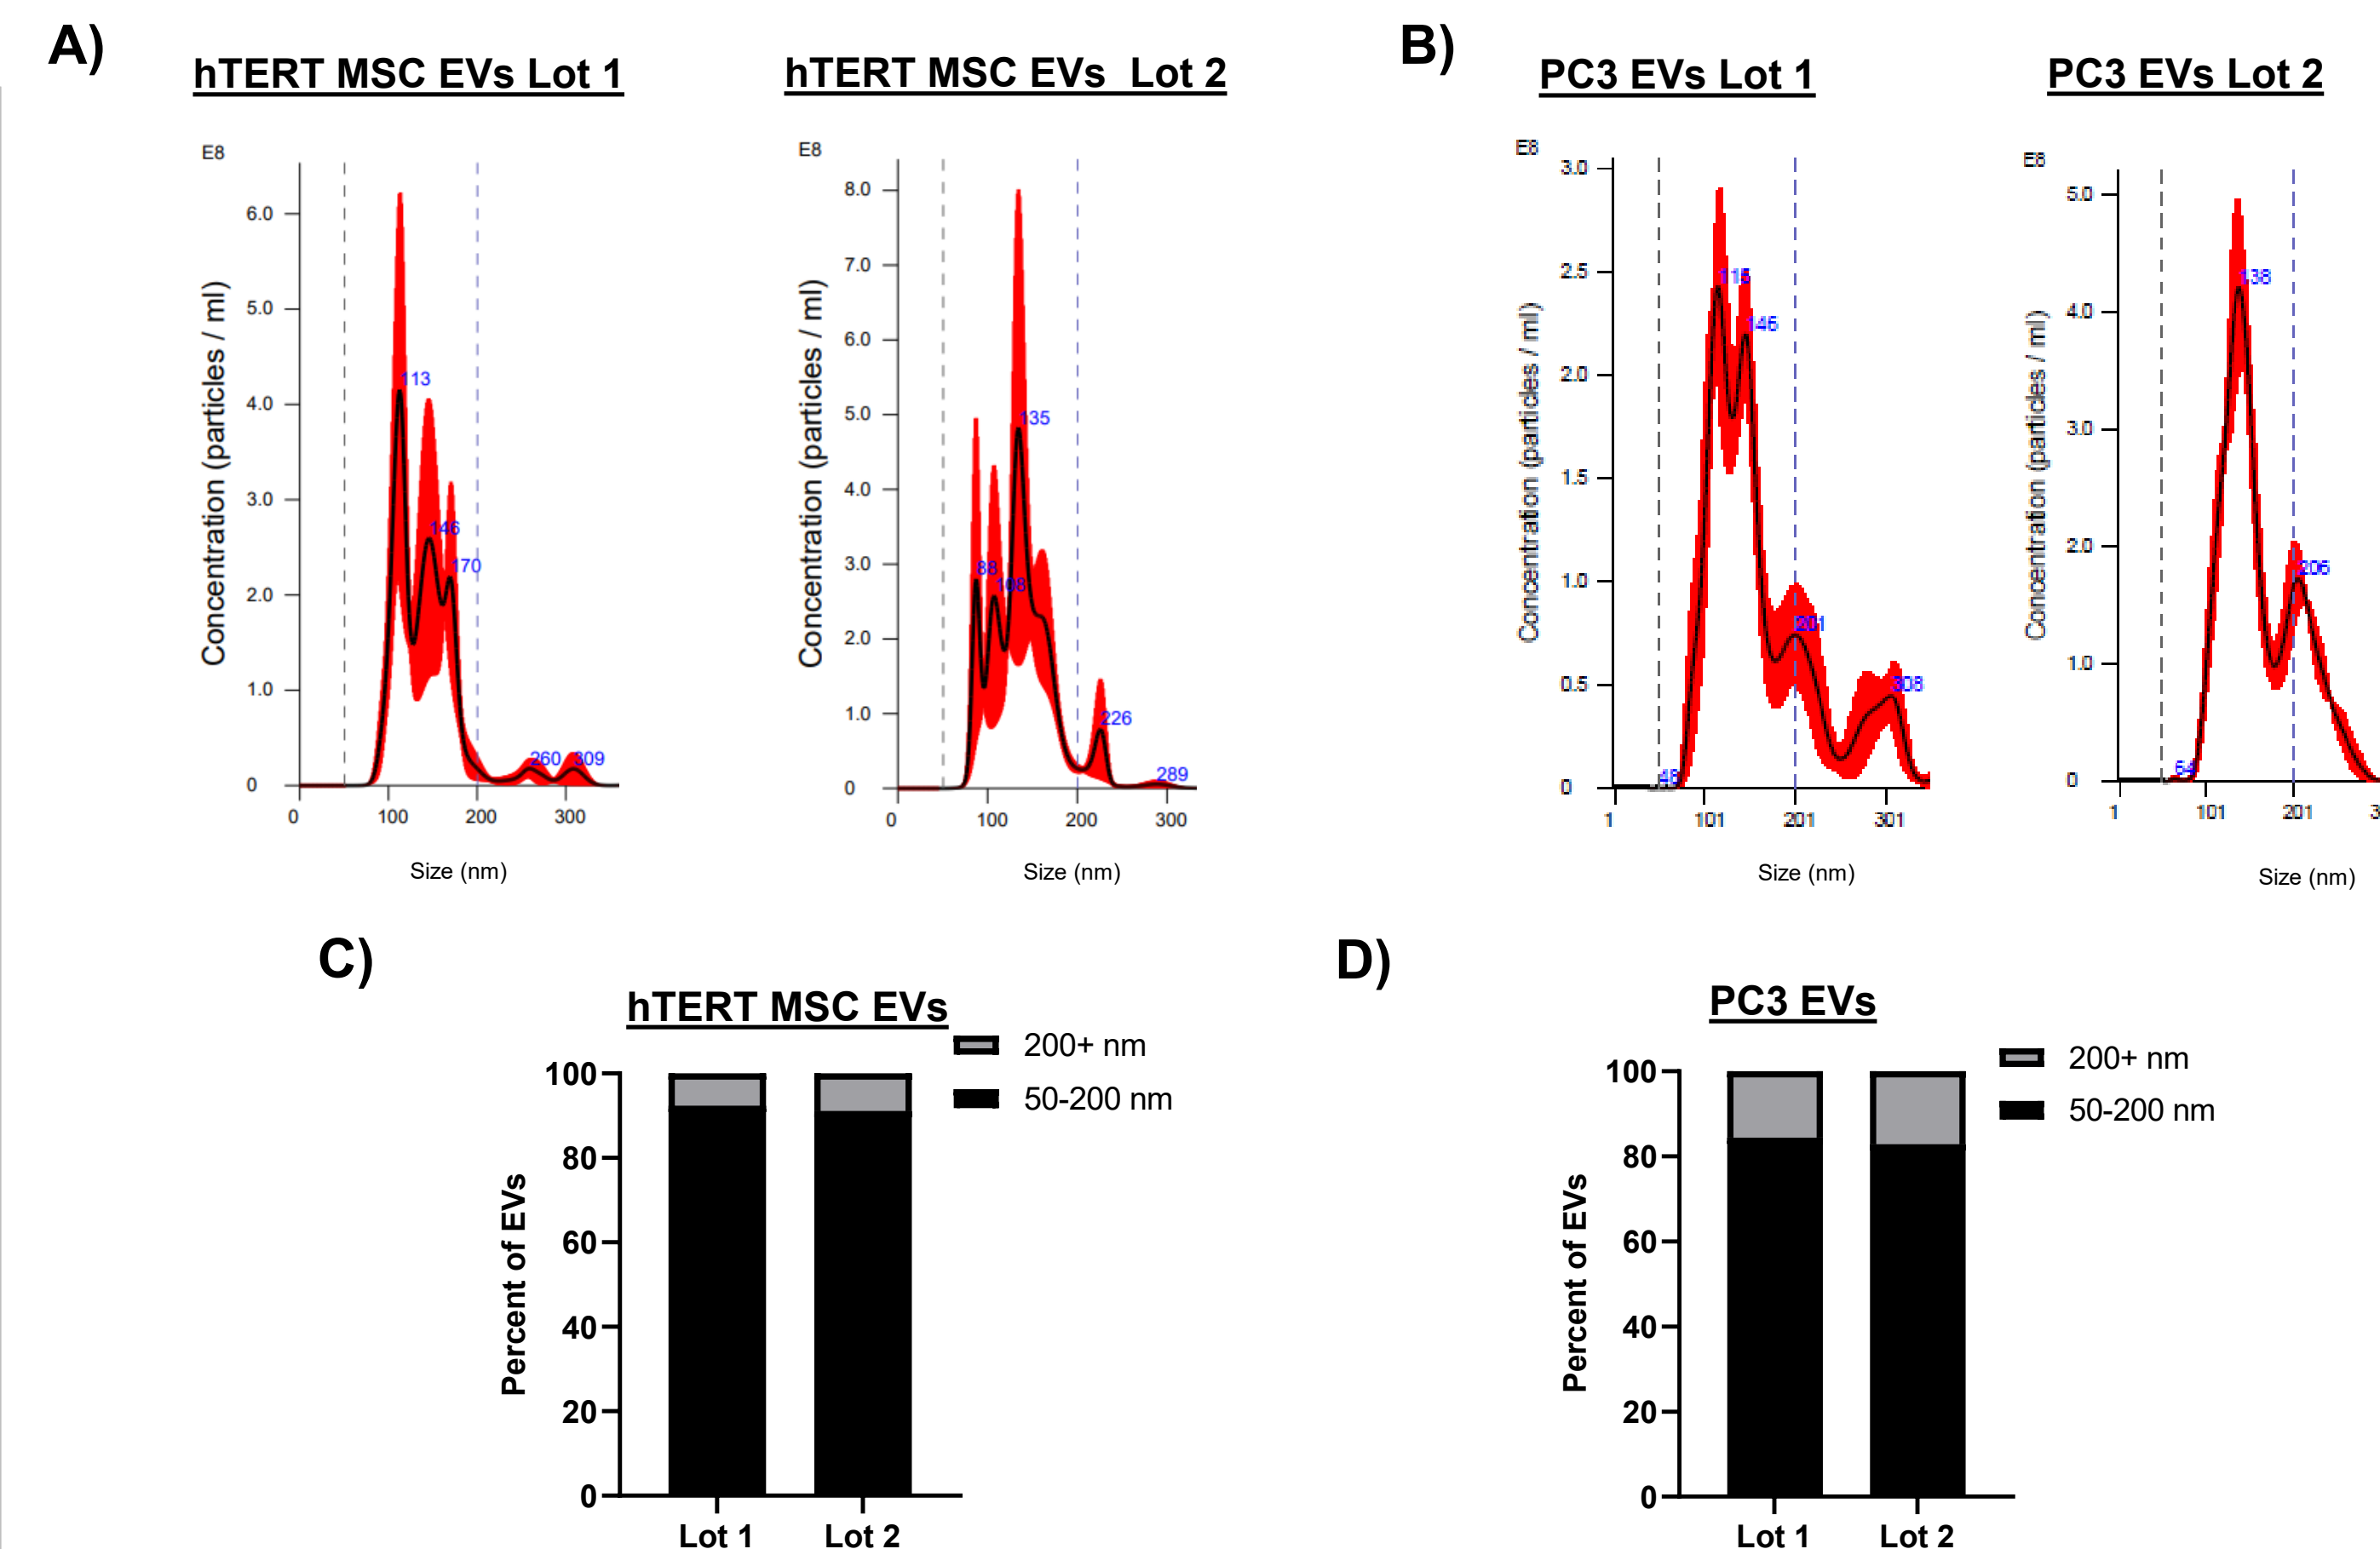 A)
hTERT MSC EVs Lot 1
hTERT MSC EVs Lot 2
B)
PC3 EVs Lot 1
PC3 EVs Lot 2
E8
6.0
5.0
4.0
3.0
2.0
1.0
0
Concentration (particles / ml)
113
146
170
260
309
0
100
200
300
Size (nm)
E8
8.0
7.0
6.0
5.0
4.0
3.0
2.0
1.0
0
Concentration (particles / ml)
88
108
135
226
289
0
100
200
300
Size (nm)
E8
3.0
2.5
2.0
1.5
1.0
0.5
0
Concentration (particles / ml)
48
146
201
308
1
101
201
301
Size (nm)
E8
5.0
4.0
3.0
2.0
1.0
0
Concentration (particles / ml)
64
138
206
1
101
201
Size (nm)
C)
hTERT MSC EVs
200+ nm
50-200 nm
100
80
60
40
20
0
Percent of EVs
Lot 1
Lot 2
D)
PC3 EVs
200+ nm
50-200 nm
100
80
60
40
20
0
Percent of EVs
Lot 1
Lot 2